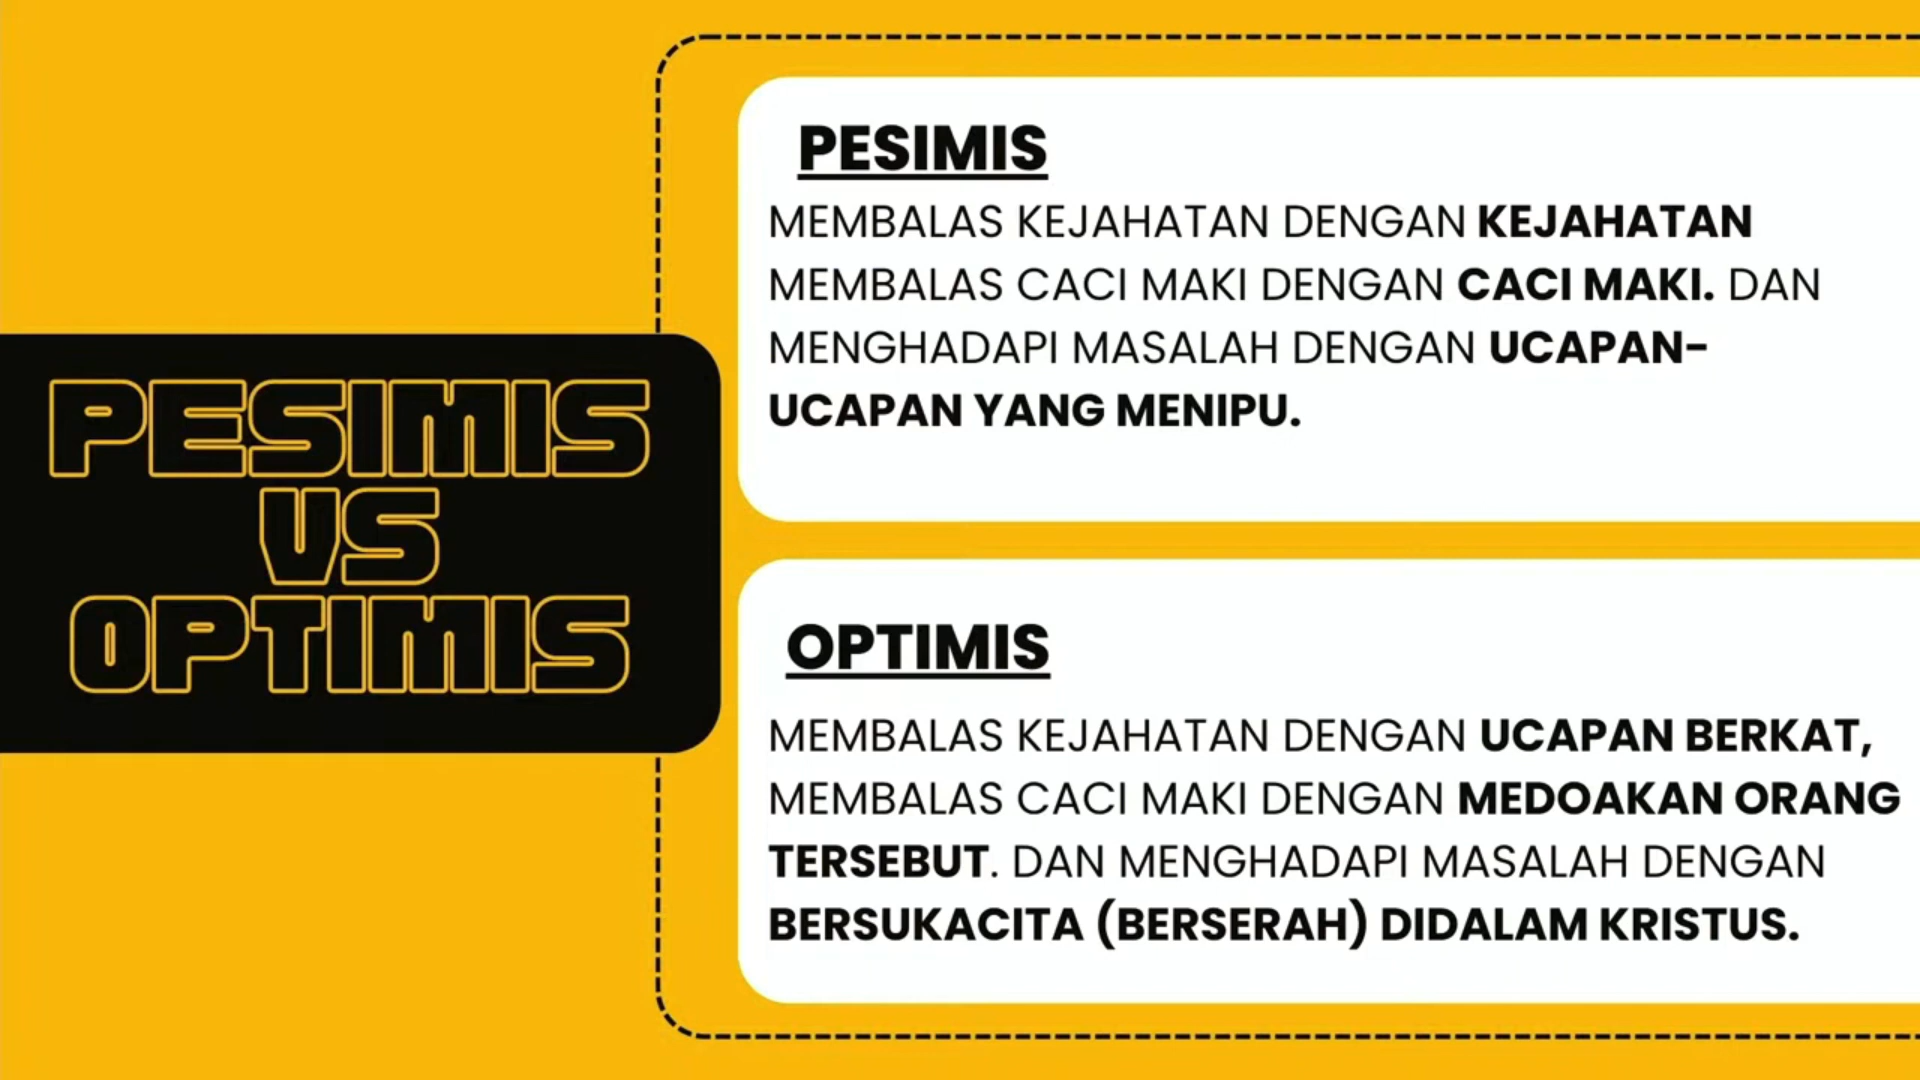 PESIMIS
VS
OPTIMIS
PESIMIS
MEMBALAS KEJAHATAN DENGAN KEJAHATAN
MEMBALAS CACI MAKI DENGAN CACI MAKI. DAN
MENGHADAPI MASALAH DENGAN UCAPAN-
UCAPAN YANG MENIPU.
OPTIMIS
MEMBALAS KEJAHATAN DENGAN UCAPAN BERKAT,
MEMBALAS CACI MAKI DENGAN MEDOAKAN ORANG
TERSEBUT. DAN MENGHADAPI MASALAH DENGAN
BERSUKACITA (BERSERAH) DIDALAM KRISTUS.